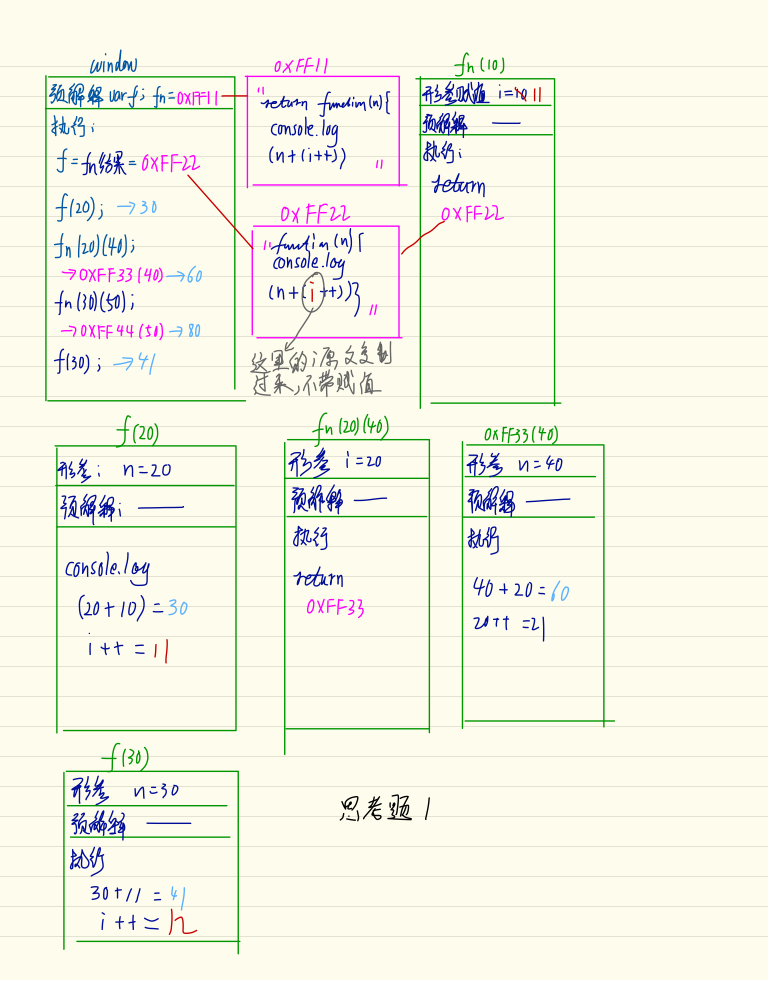 window
预解释 var f; fn=0XFF11
执行;
f=fn结果=0XFF22
f(20); →30
fn(20)(40);
→0XFF33(40)→60
fn(30)(50);
→0XFF44(50)→80
f(30); →41
0XFF11
"return function(n){
console.log
(n+(i++))
"
0XFF22
"function(n){
console.log
(n+(i++))}
"
这里的i原文复制
过来,不带赋值
fn(10)
形参赋值 i=10 11
预解释 —
执行;
return
0XFF22
f(20)
形参; n=20
预解释; —
console.log
(20+10)=30
i++=11
fn(20)(40)
形参 i=20
预解释 —
执行
return
0XFF33
0XFF33(40)
形参 n=40
预解释 —
执行
40+20=60
20++=21
f(30)
形参 n=30
预解释 —
执行
30+11=41
i++=12
思考题1